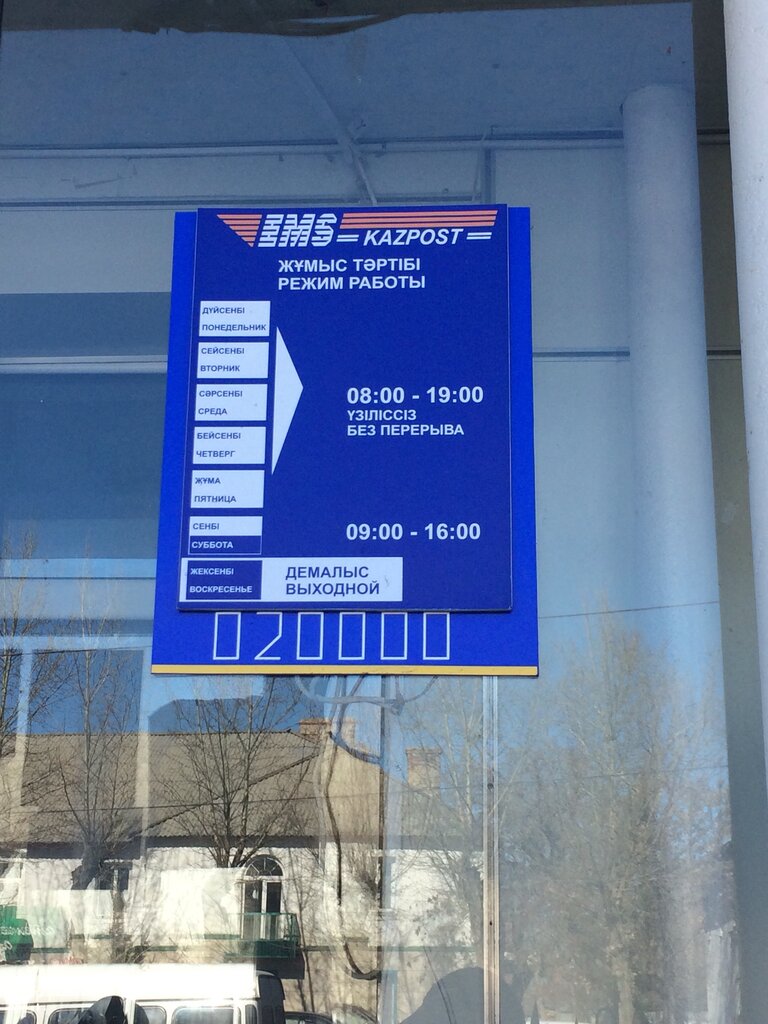 EMS
KAZPOST
ЖҰМЫС ТӘРТІБІ
РЕЖИМ РАБОТЫ
ДҮЙСЕНБІ
ПОНЕДЕЛЬНИК
СЕЙСЕНБІ
ВТОРНИК
СӘРСЕНБІ
СРЕДА
БЕЙСЕНБІ
ЧЕТВЕРГ
ЖҰМА
ПЯТНИЦА
08:00 - 19:00
ҮЗІЛІССІЗ
БЕЗ ПЕРЕРЫВА
СЕНБІ
СУББОТА
09:00 - 16:00
ЖЕКСЕНБІ
ВОСКРЕСЕНЬЕ
ДЕМАЛЫС
ВЫХОДНОЙ
020000